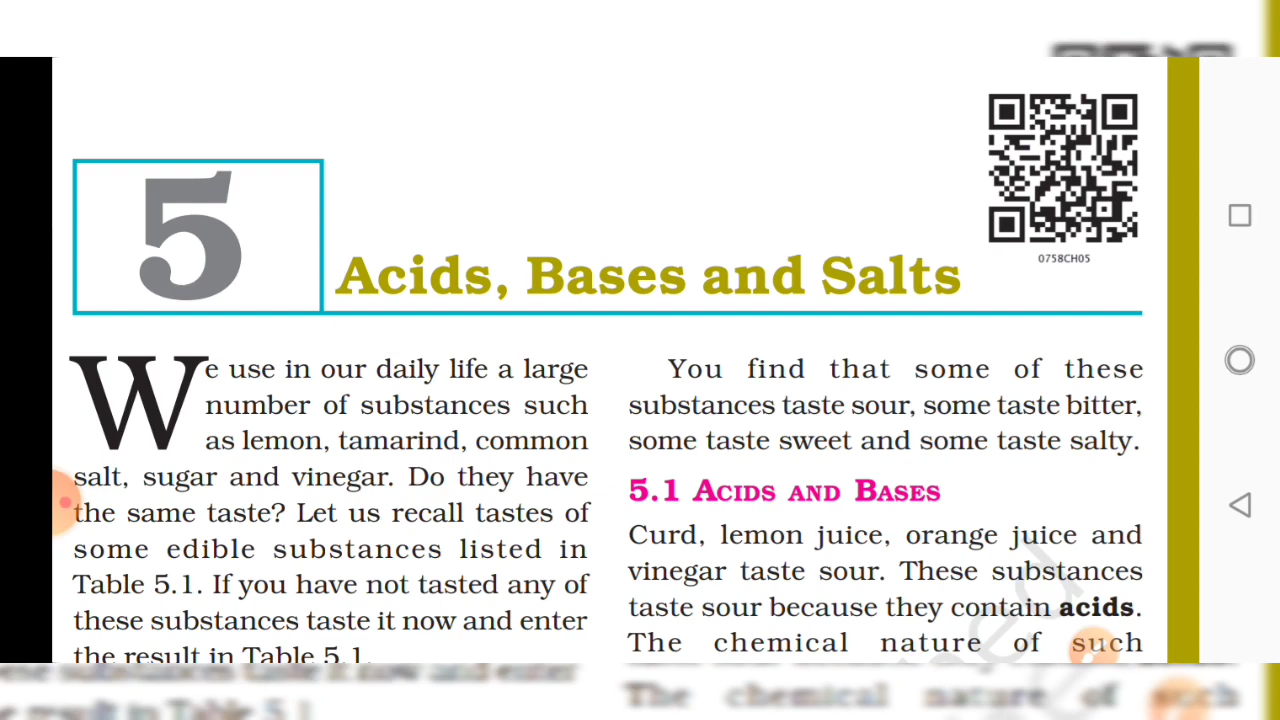 5
Acids, Bases and Salts
0758CH05
We use in our daily life a large
number of substances such
as lemon, tamarind, common
salt, sugar and vinegar. Do they have
the same taste? Let us recall tastes of
some edible substances listed in
Table 5.1. If you have not tasted any of
these substances taste it now and enter
the result in Table 5.1.
You find that some of these
substances taste sour, some taste bitter,
some taste sweet and some taste salty.
5.1 ACIDS AND BASES
Curd, lemon juice, orange juice and
vinegar taste sour. These substances
taste sour because they contain acids.
The chemical nature of such
The chemical nature of such